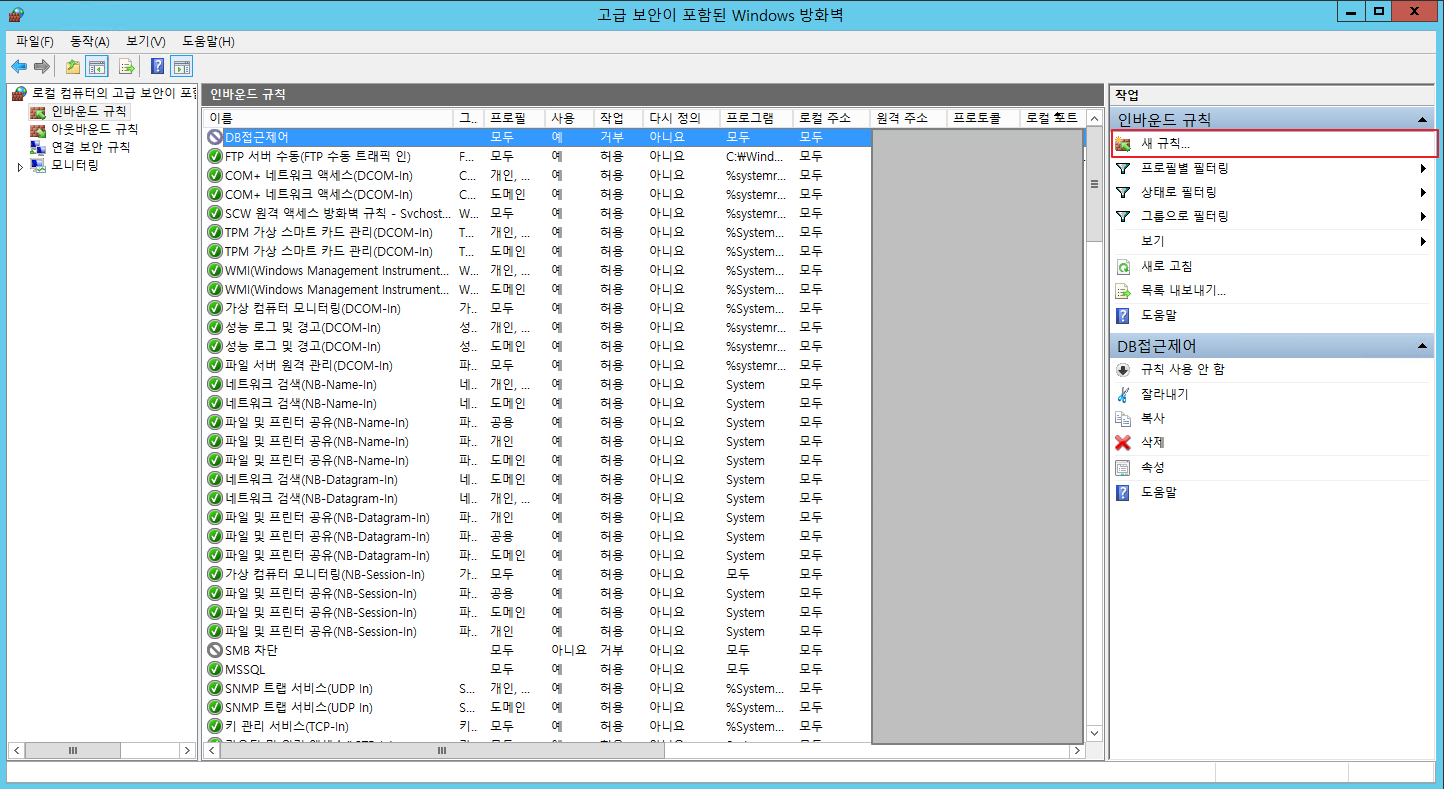 고급 보안이 포함된 Windows 방화벽
파일(F) 동작(A) 보기(V) 도움말(H)
로컬 컴퓨터의 고급 보안이 포함
인바운드 규칙
아웃바운드 규칙
연결 보안 규칙
모니터링
인바운드 규칙
이름 그.. 프로필 사용 작업 다시 정의 프로그램 로컬 주소 원격 주소 프로토콜 로컬 포트
DB접근제어 모두 예 거부 아니요 모두 모두
FTP 서버 수동(FTP 수동 트래픽 인) F... 모두 예 허용 아니요 C:\Wind... 모두
COM+ 네트워크 액세스(DCOM-In) C... 개인, ... 예 허용 아니요 %systemr... 모두
COM+ 네트워크 액세스(DCOM-In) C... 도메인 예 허용 아니요 %systemr... 모두
SCW 원격 액세스 방화벽 규칙 - Svchost... W... 모두 예 허용 아니요 %systemr... 모두
TPM 가상 스마트 카드 관리(DCOM-In) T... 개인, ... 예 허용 아니요 %System... 모두
TPM 가상 스마트 카드 관리(DCOM-In) T... 도메인 예 허용 아니요 %System... 모두
WMI(Windows Management Instrument... W... 개인, ... 예 허용 아니요 %System... 모두
WMI(Windows Management Instrument... W... 도메인 예 허용 아니요 %System... 모두
가상 컴퓨터 모니터링(DCOM-In) 가.. 모두 예 허용 아니요 %System... 모두
성능 로그 및 경고(DCOM-In) 성.. 개인, ... 예 허용 아니요 %systemr... 모두
성능 로그 및 경고(DCOM-In) 성.. 도메인 예 허용 아니요 %systemr... 모두
파일 서버 원격 관리(DCOM-In) 파.. 모두 예 허용 아니요 %systemr... 모두
네트워크 검색(NB-Name-In) 네.. 개인, ... 예 허용 아니요 System 모두
네트워크 검색(NB-Name-In) 네.. 도메인 예 허용 아니요 System 모두
파일 및 프린터 공유(NB-Name-In) 파.. 공용 예 허용 아니요 System 모두
파일 및 프린터 공유(NB-Name-In) 파.. 개인 예 허용 아니요 System 모두
파일 및 프린터 공유(NB-Name-In) 파.. 도메인 예 허용 아니요 System 모두
네트워크 검색(NB-Datagram-In) 네.. 도메인 예 허용 아니요 System 모두
네트워크 검색(NB-Datagram-In) 네.. 개인, ... 예 허용 아니요 System 모두
파일 및 프린터 공유(NB-Datagram-In) 파.. 개인 예 허용 아니요 System 모두
파일 및 프린터 공유(NB-Datagram-In) 파.. 공용 예 허용 아니요 System 모두
파일 및 프린터 공유(NB-Datagram-In) 파.. 도메인 예 허용 아니요 System 모두
가상 컴퓨터 모니터링(NB-Session-In) 가.. 모두 예 허용 아니요 모두 모두
파일 및 프린터 공유(NB-Session-In) 파.. 공용 예 허용 아니요 System 모두
파일 및 프린터 공유(NB-Session-In) 파.. 도메인 예 허용 아니요 System 모두
파일 및 프린터 공유(NB-Session-In) 파.. 개인 예 허용 아니요 System 모두
SMB 차단 모두 아니요 거부 아니요 모두 모두
MSSQL 모두 예 허용 아니요 모두 모두
SNMP 트랩 서비스(UDP In) S... 개인, ... 예 허용 아니요 %System... 모두
SNMP 트랩 서비스(UDP In) S... 도메인 예 허용 아니요 %System... 모두
키 관리 서비스(TCP-In) 키.. 모두 예 허용 아니요 %System... 모두
작업
인바운드 규칙
새 규칙...
프로필별 필터링
상태로 필터링
그룹으로 필터링
보기
새로 고침
목록 내보내기...
도움말
DB접근제어
규칙 사용 안 함
잘라내기
복사
삭제
속성
도움말